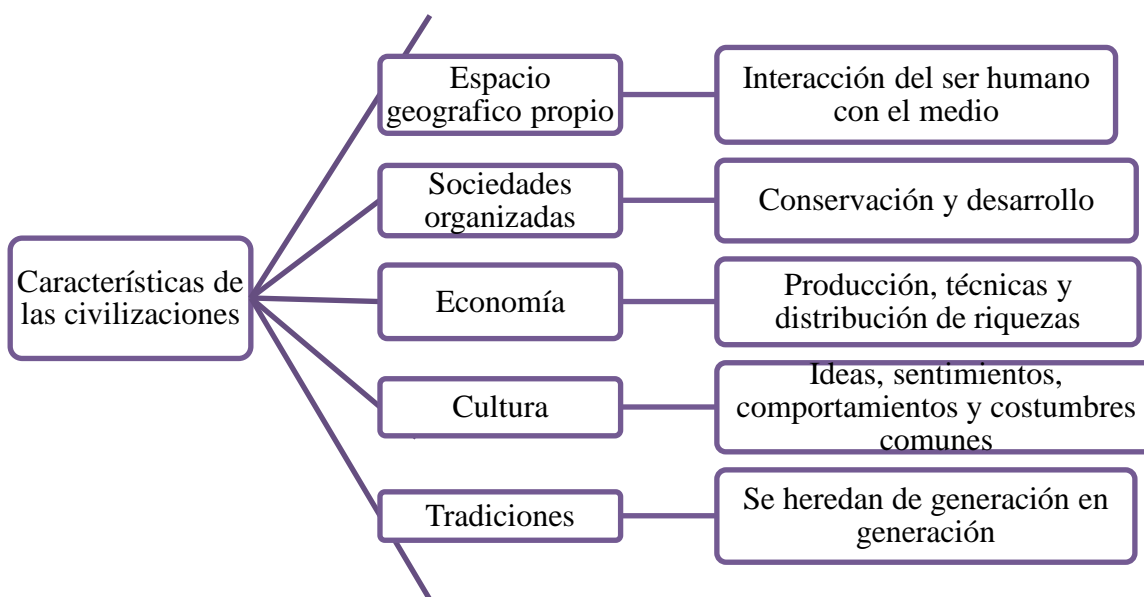 Características de
las civilizaciones
Espacio
geografico propio
Interacción del ser humano
con el medio
Sociedades
organizadas
Conservación y desarrollo
Economía
Producción, técnicas y
distribución de riquezas
Cultura
Ideas, sentimientos,
comportamientos y costumbres
comunes
Tradiciones
Se heredan de generación en
generación